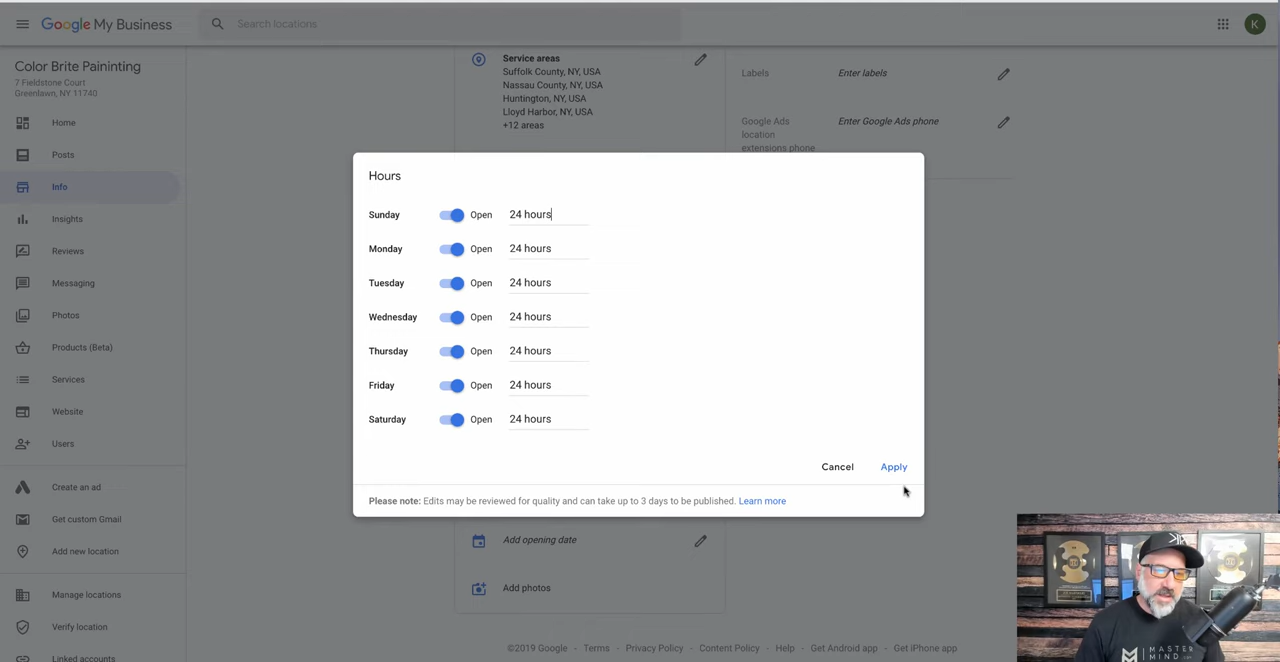 Google My Business
Search locations
K
Color Brite Painting
7 Fieldstone Court
Greenlawn, NY 11740
Home
Posts
Info
Insights
Reviews
Messaging
Photos
Products (Beta)
Services
Website
Users
Create an ad
Get custom Gmail
Add new location
Manage locations
Verify location
Linked accounts
Service areas
Suffolk County, NY, USA
Nassau County, NY, USA
Huntington, NY, USA
Lloyd Harbor, NY, USA
+12 areas
Labels
Enter labels
Google Ads
location
extensions phone
Enter Google Ads phone
Hours
Sunday Open 24 hours
Monday Open 24 hours
Tuesday Open 24 hours
Wednesday Open 24 hours
Thursday Open 24 hours
Friday Open 24 hours
Saturday Open 24 hours
Cancel Apply
Please note: Edits may be reviewed for quality and can take up to 3 days to be published. Learn more
Add opening date
Add photos
©2019 Google - Terms - Privacy Policy - Content Policy - Help - Get Android app - Get iPhone app
MASTER
MIND